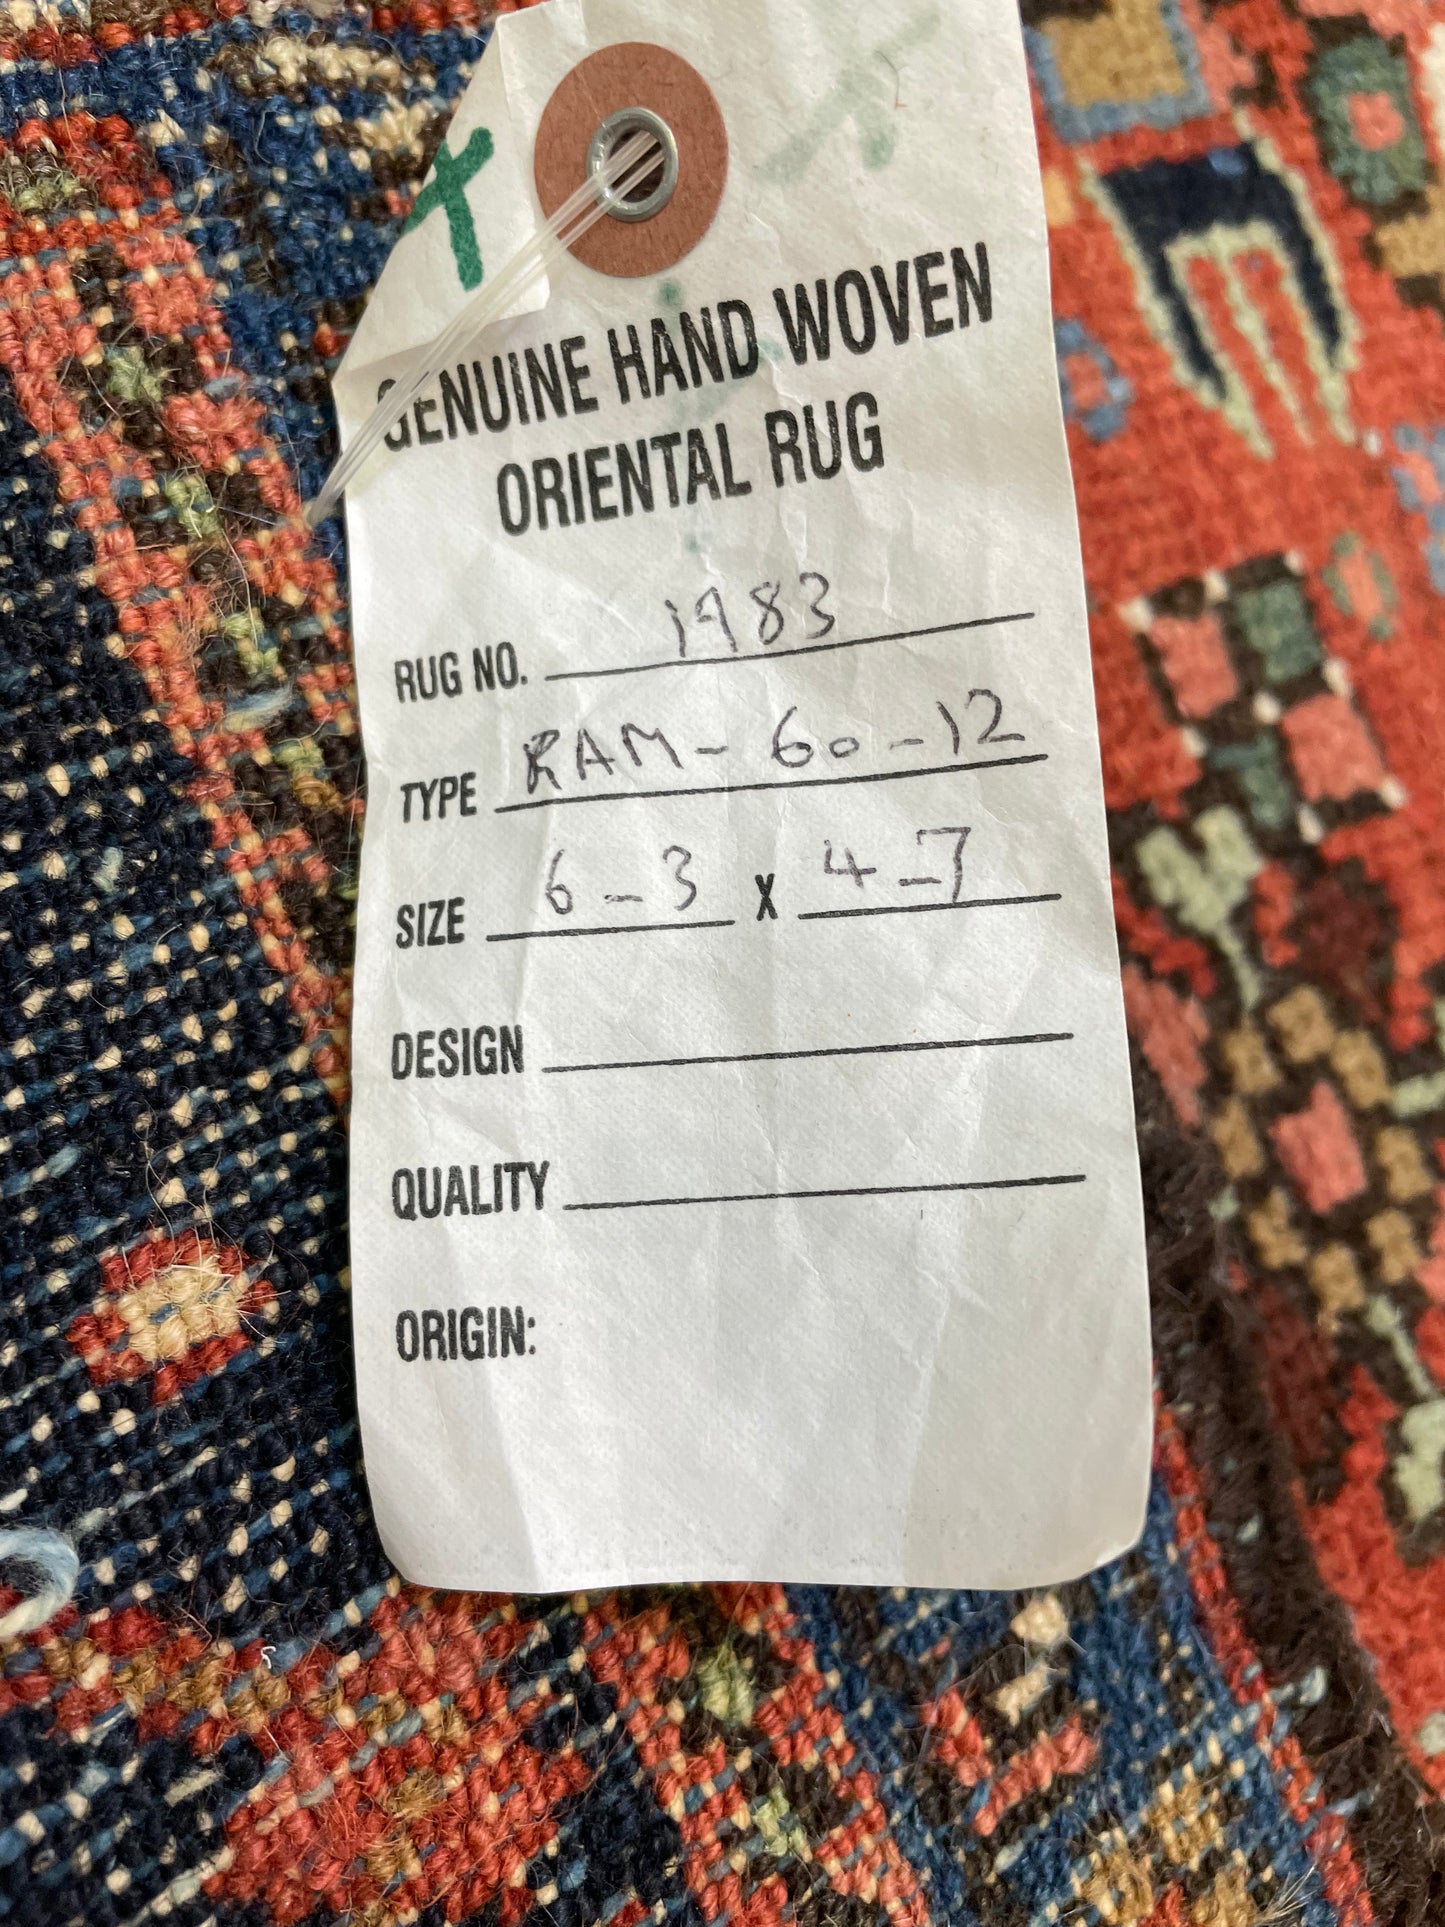 GENUINE HAND WOVEN
ORIENTAL RUG
RUG NO. 1983
TYPE RAM - 60 - 12
SIZE 6 - 3 X 4 - 7
DESIGN
QUALITY
ORIGIN: